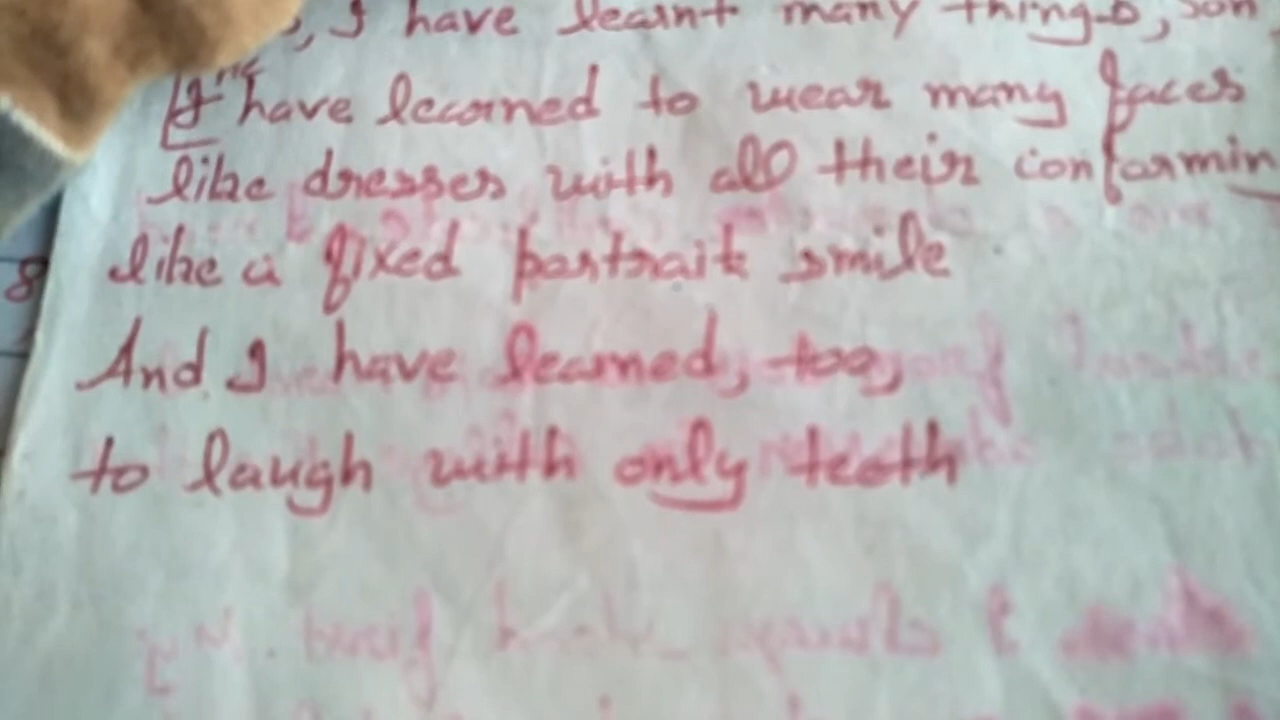 , I have learnt many things, son
I have learned to wear many faces
like dresses with all their conformin
like a fixed portrait smile
And I have learned, too,
to laugh with only teeth
8